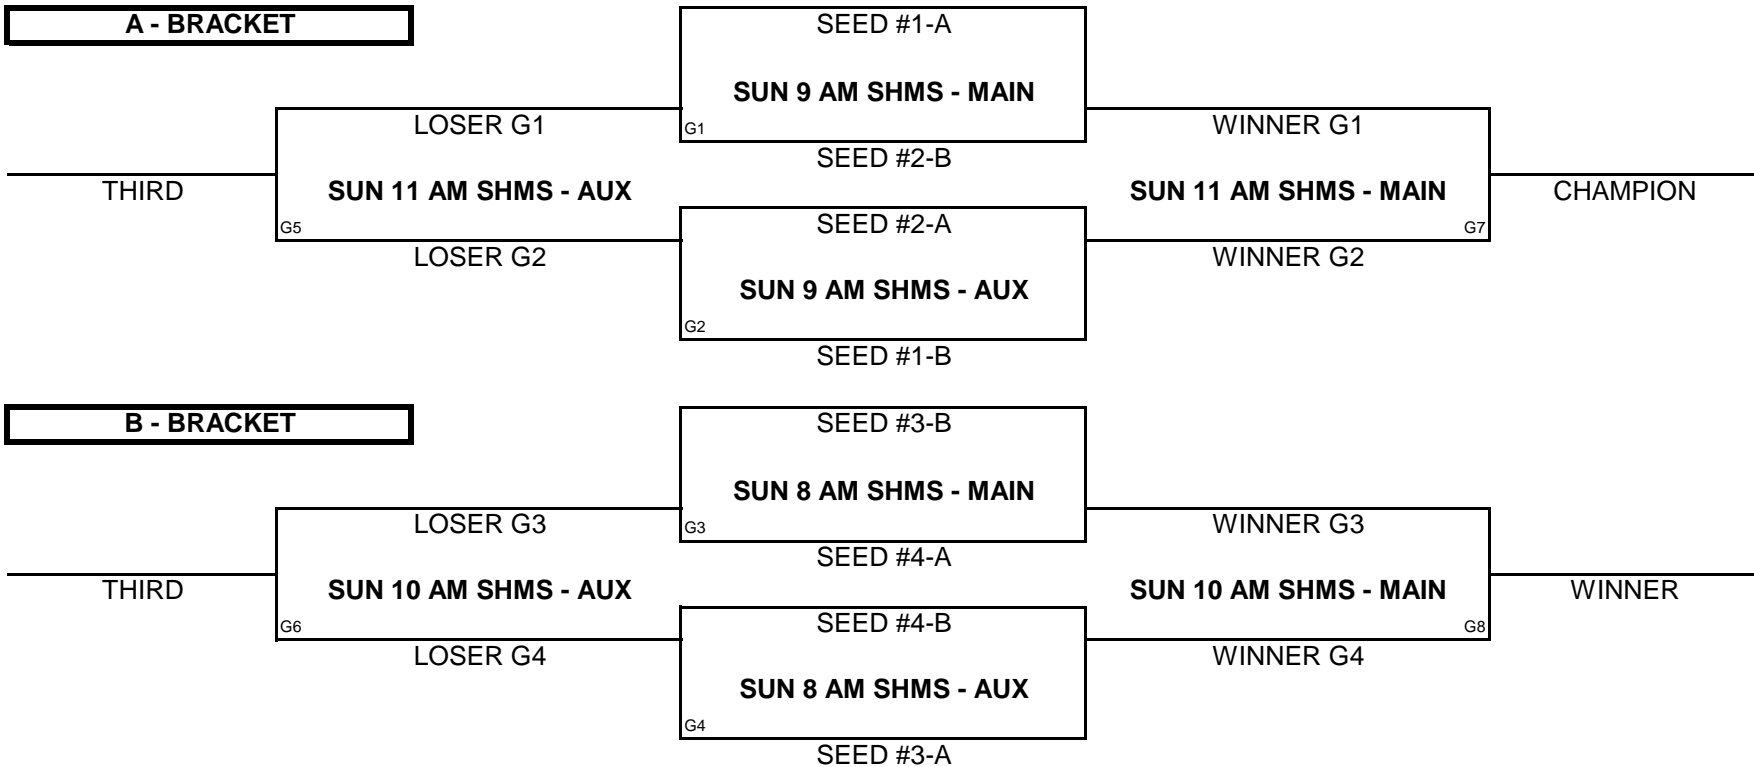 A - BRACKET
SEED #1-A
SUN 9 AM SHMS - MAIN
LOSER G1
G1
WINNER G1
SEED #2-B
THIRD
SUN 11 AM SHMS - AUX
SUN 11 AM SHMS - MAIN
CHAMPION
G5
SEED #2-A
G7
LOSER G2
WINNER G2
SUN 9 AM SHMS - AUX
G2
SEED #1-B
B - BRACKET
SEED #3-B
SUN 8 AM SHMS - MAIN
LOSER G3
G3
WINNER G3
SEED #4-A
THIRD
SUN 10 AM SHMS - AUX
SUN 10 AM SHMS - MAIN
WINNER
G6
SEED #4-B
G8
LOSER G4
WINNER G4
SUN 8 AM SHMS - AUX
G4
SEED #3-A